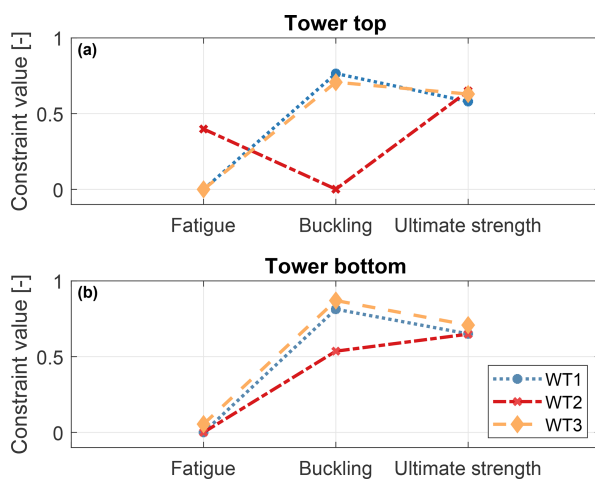 Tower top
(a)
Constraint value [-]
1
0.5
0
Fatigue Buckling Ultimate strength
Tower bottom
(b)
Constraint value [-]
1
0.5
0
Fatigue Buckling Ultimate strength
WT1
WT2
WT3